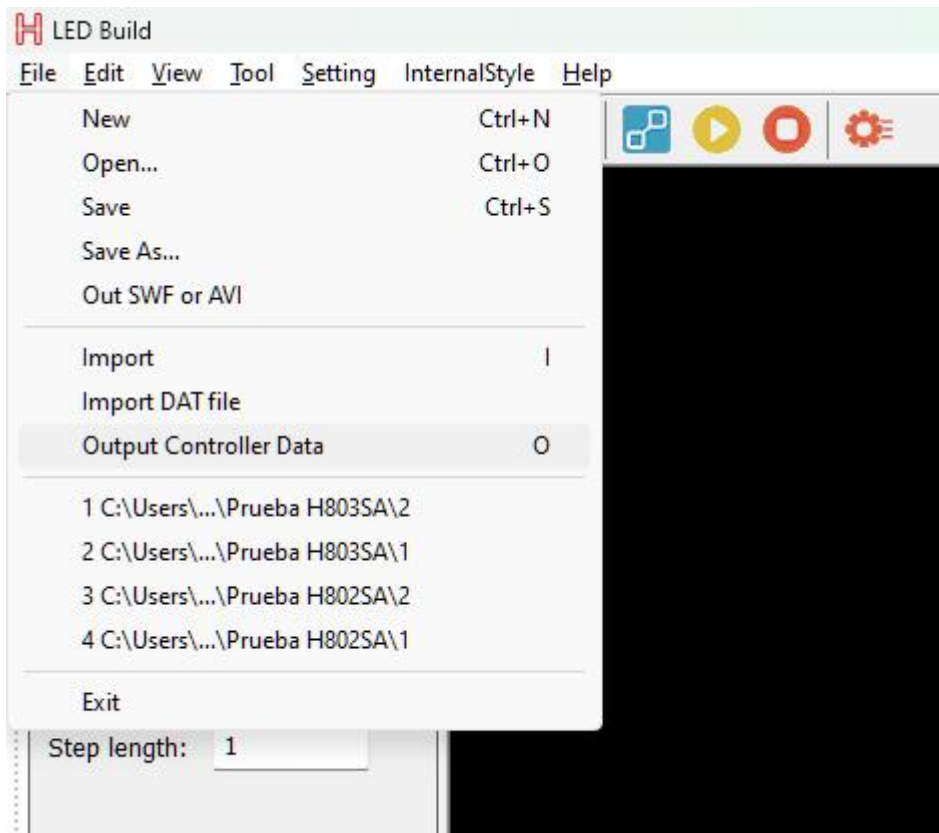 LED Build
File Edit View Tool Setting InternalStyle Help
New Ctrl+N
Open... Ctrl+O
Save Ctrl+S
Save As...
Out SWF or AVI
Import I
Import DAT file
Output Controller Data O
1 C:\Users\...\Prueba H803SA\2
2 C:\Users\...\Prueba H803SA\1
3 C:\Users\...\Prueba H802SA\2
4 C:\Users\...\Prueba H802SA\1
Exit
Step length: 1